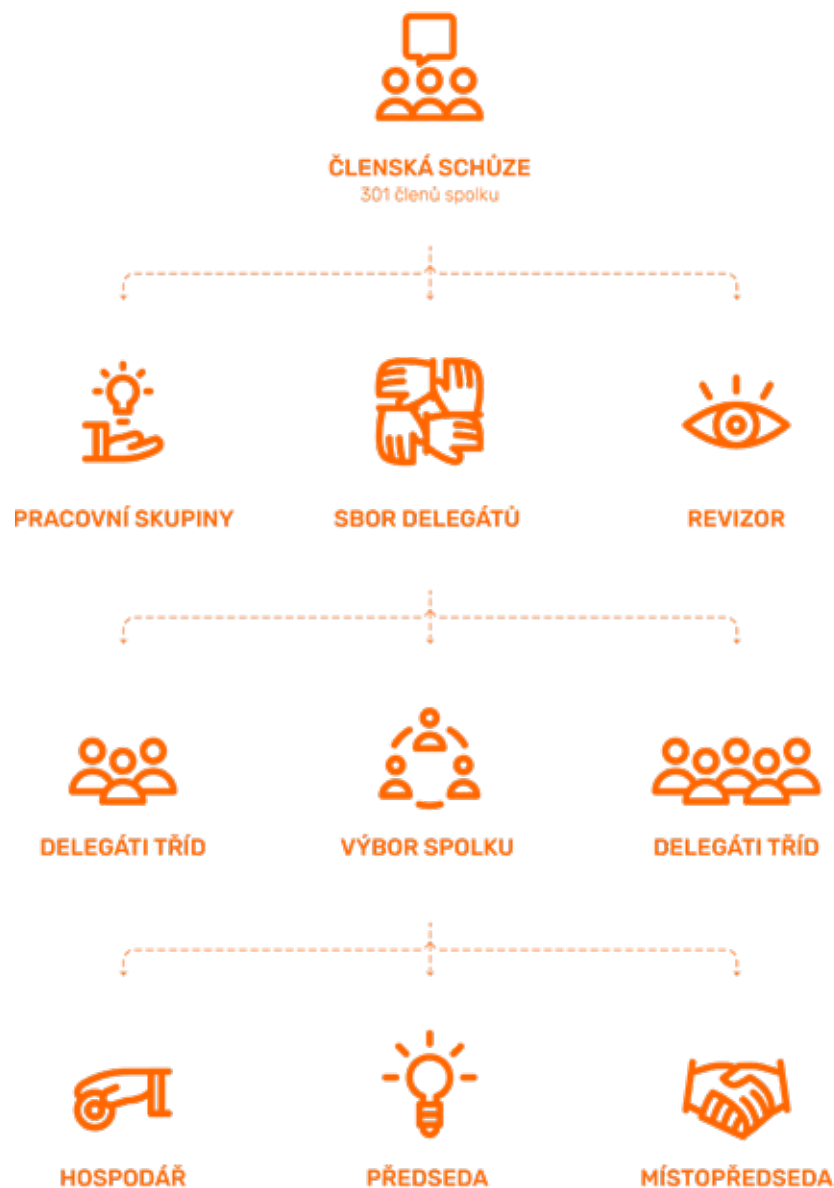 ČLENSKÁ SCHŮZE
301 členů spolku
PRACOVNÍ SKUPINY
SBOR DELEGÁTŮ
REVIZOR
DELEGÁTI TŘÍD
VÝBOR SPOLKU
DELEGÁTI TŘÍD
HOSPODÁŘ
PŘEDSEDA
MÍSTOPŘEDSEDA